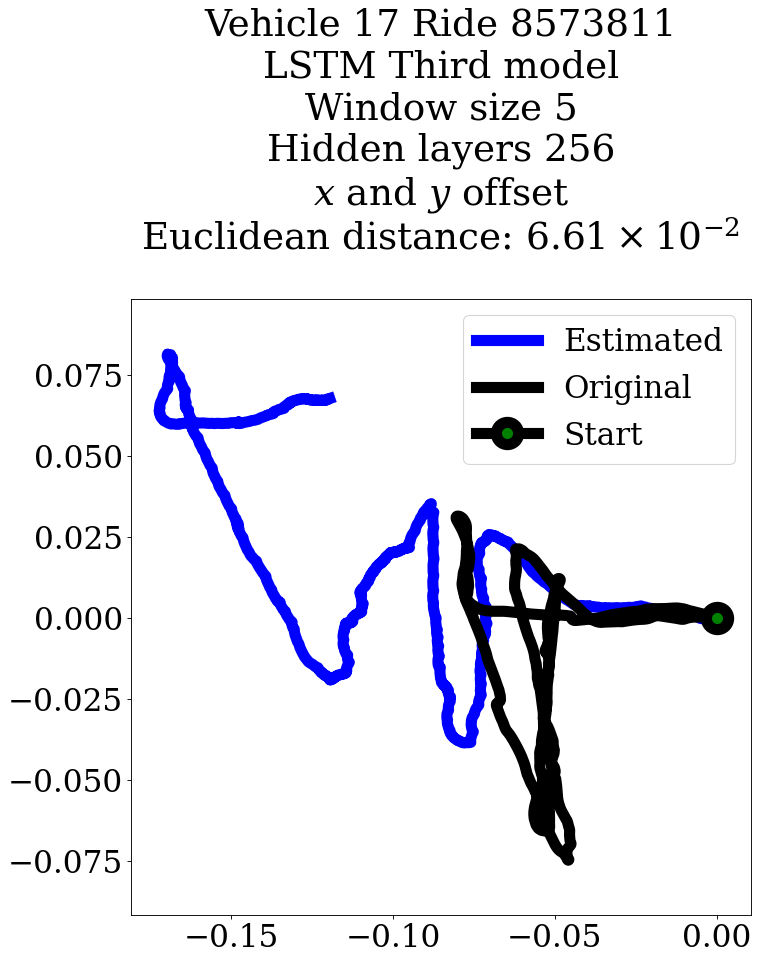 Vehicle 17 Ride 8573811
LSTM Third model
Window size 5
Hidden layers 256
x and y offset
Euclidean distance: 6.61 × 10⁻²
Estimated
Original
Start
0.075
0.050
0.025
0.000
−0.025
−0.050
−0.075
−0.15 −0.10 −0.05 0.00